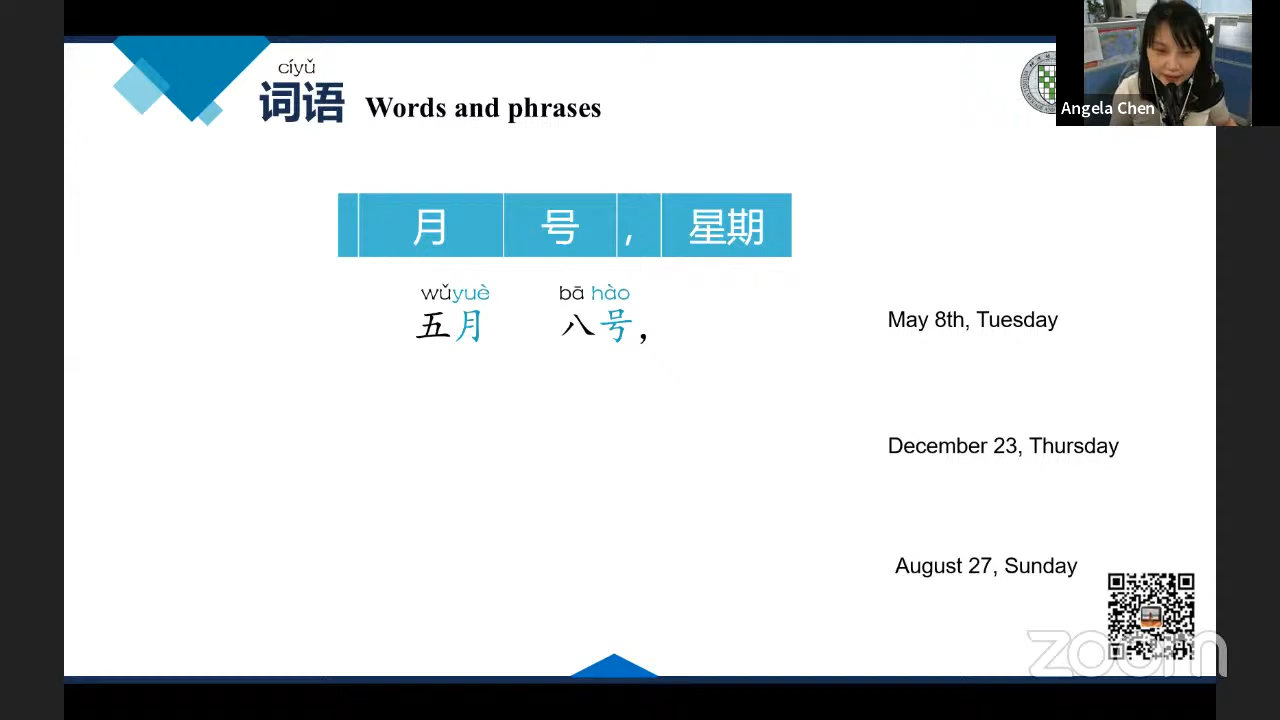 cíyǔ
词语 Words and phrases
Angela Chen
月 号 , 星期
wǔyuè bā hào
五月 八号,
May 8th, Tuesday
December 23, Thursday
August 27, Sunday
zoom